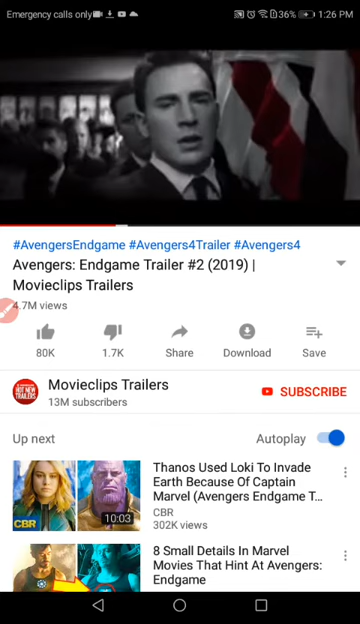 Emergency calls only
36% 1:26 PM
#AvengersEndgame #Avengers4Trailer #Avengers4
Avengers: Endgame Trailer #2 (2019) |
Movieclips Trailers
4.7M views
80K 1.7K Share Download Save
HOT NEW
TRAILERS
Movieclips Trailers
13M subscribers
SUBSCRIBE
Up next Autoplay
CBR
10:03
Thanos Used Loki To Invade
Earth Because Of Captain
Marvel (Avengers Endgame T...
CBR
302K views
8 Small Details In Marvel
Movies That Hint At Avengers:
Endgame